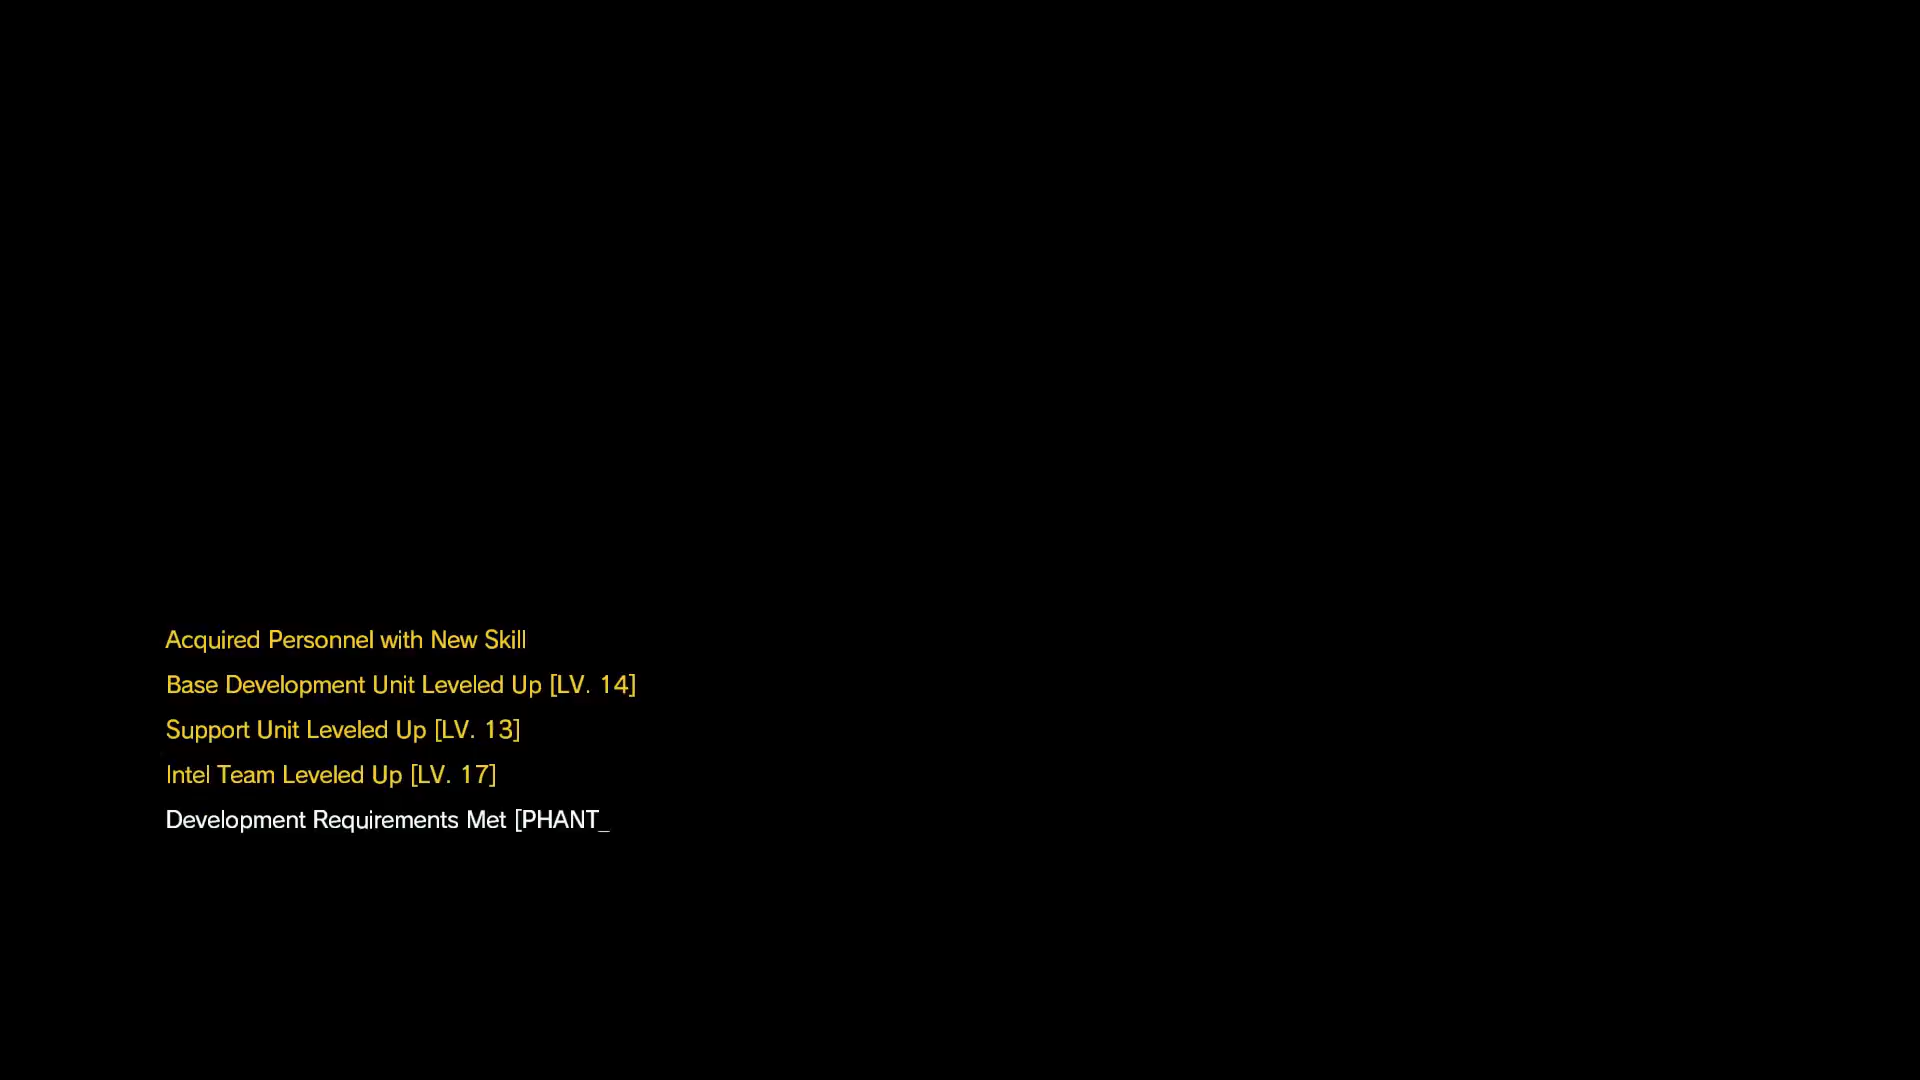 Acquired Personnel with New Skill
Base Development Unit Leveled Up [LV. 14]
Support Unit Leveled Up [LV. 13]
Intel Team Leveled Up [LV. 17]
Development Requirements Met [PHANT_